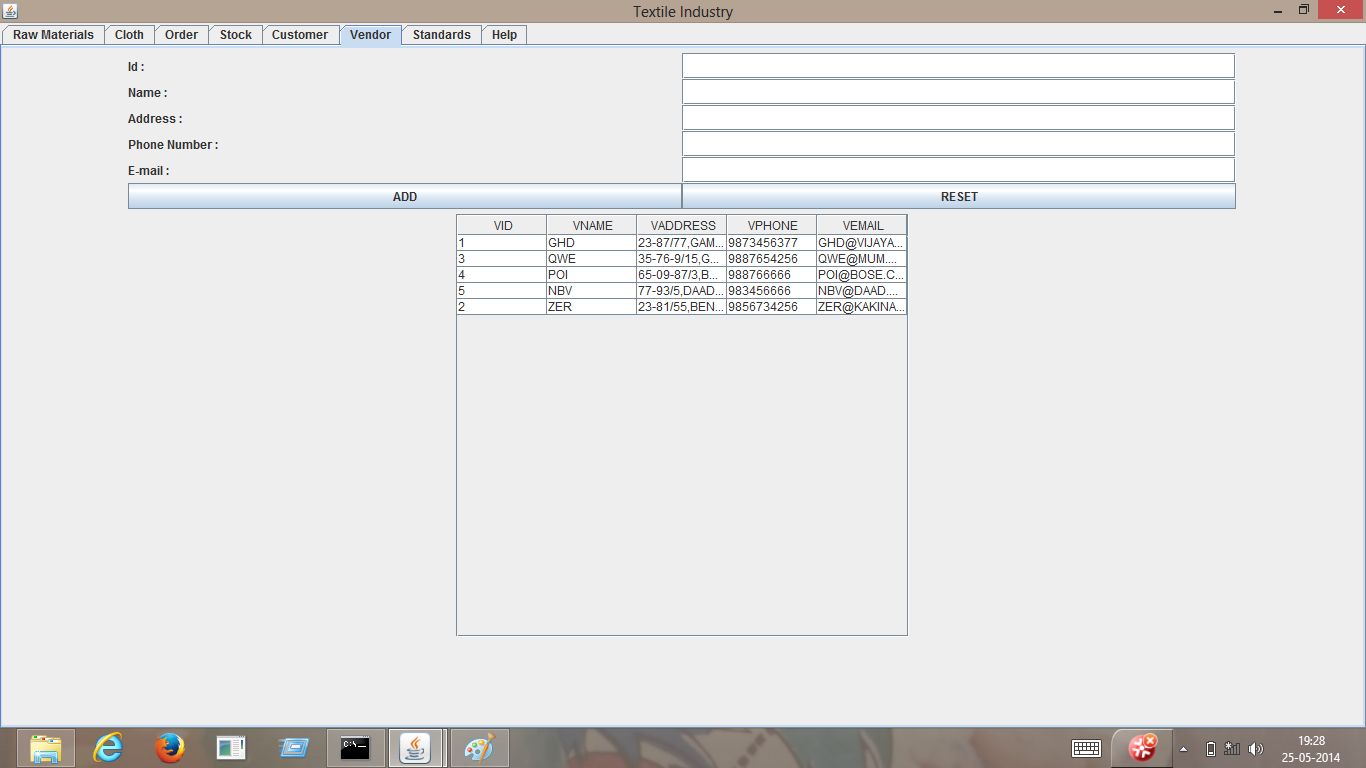 Textile Industry
Raw Materials Cloth Order Stock Customer Vendor Standards Help
Id :
Name :
Address :
Phone Number :
E-mail :
ADD RESET
VID VNAME VADDRESS VPHONE VEMAIL
1 GHD 23-87/77,GAM... 9873456377 GHD@VIJAYA...
3 QWE 35-76-9/15,G... 9887654256 QWE@MUM....
4 POI 65-09-87/3,B... 988766666 POI@BOSE.C...
5 NBV 77-93/5,DAAD... 983456666 NBV@DAAD....
2 ZER 23-81/55,BEN... 9856734256 ZER@KAKINA...
C:\.
19:28
25-05-2014